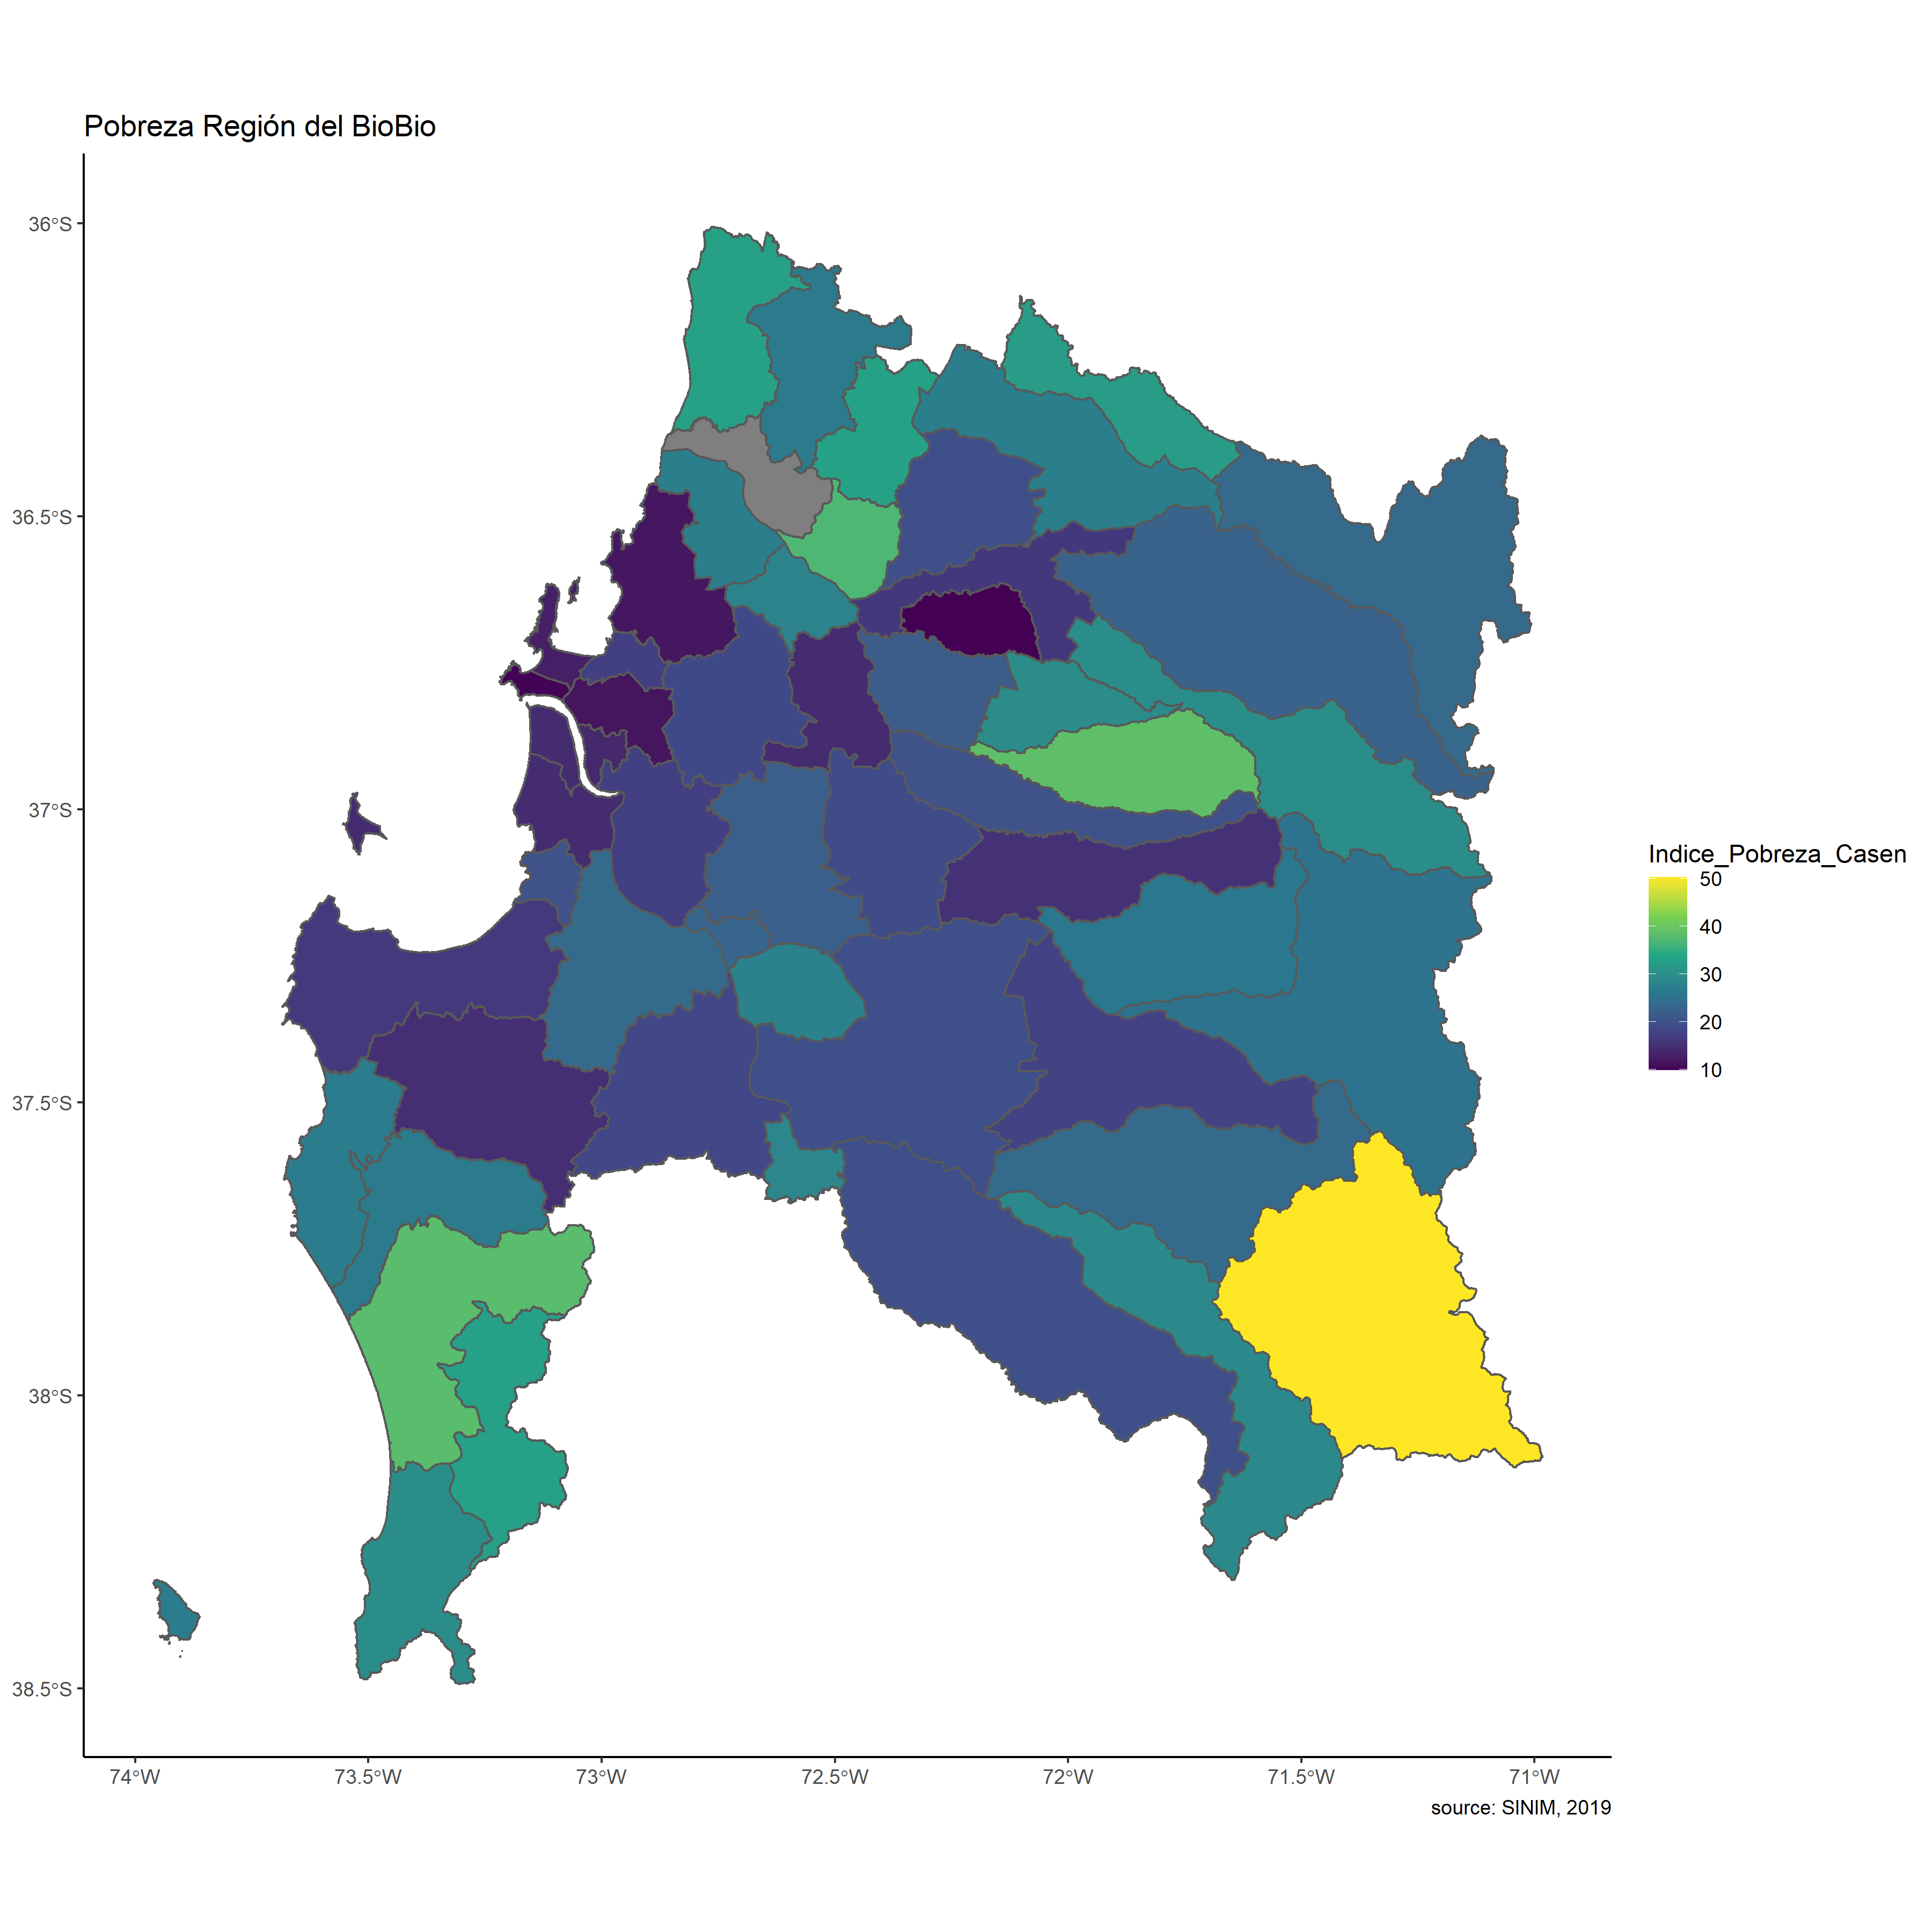 Pobreza Región del BioBio
36°S
36.5°S
37°S
37.5°S
38°S
38.5°S
74°W
73.5°W
73°W
72.5°W
72°W
71.5°W
71°W
Indice_Pobreza_Casen
50
40
30
20
10
source: SINIM, 2019